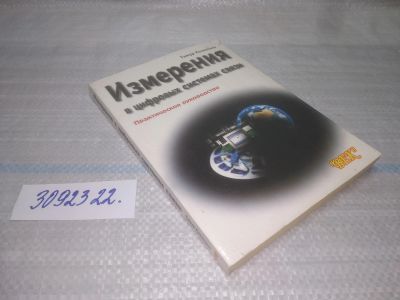 Измерения
в цифровых системах связи
Практическое руководство
3092322.